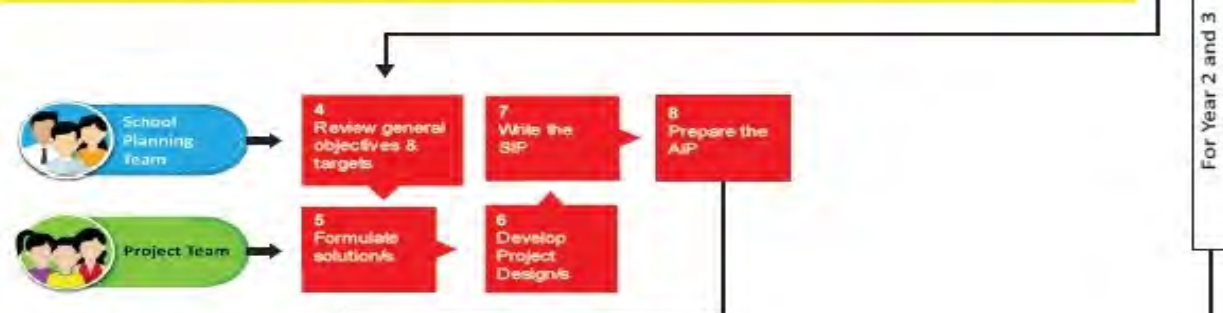 School
Planning
Team
4
Review general
objectives &
targets
7
Write the
SIP
8
Prepare the
AIP
Project Team
5
Formulate
solution/s
6
Develop
Project
Design/s
For Year 2 and 3